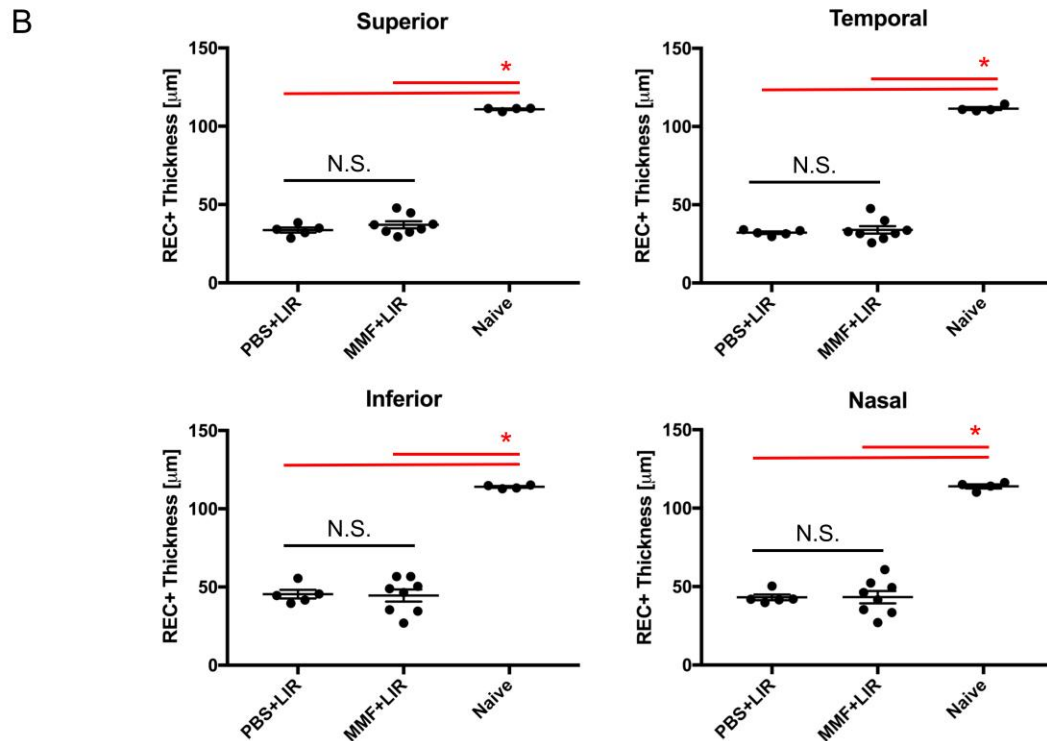 B
Superior
REC+ Thickness [µm]
150
100
50
0
*
N.S.
PBS+LIR
MMF+LIR
Naive
Temporal
REC+ Thickness [µm]
150
100
50
0
*
N.S.
PBS+LIR
MMF+LIR
Naive
Inferior
REC+ Thickness [µm]
150
100
50
0
*
N.S.
PBS+LIR
MMF+LIR
Naive
Nasal
REC+ Thickness [µm]
150
100
50
0
*
N.S.
PBS+LIR
MMF+LIR
Naive